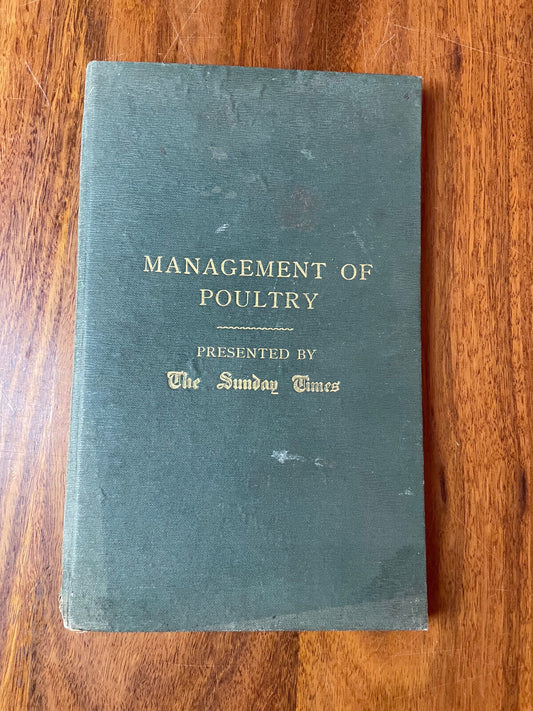 MANAGEMENT OF
POULTRY
PRESENTED BY
The Sunday Times